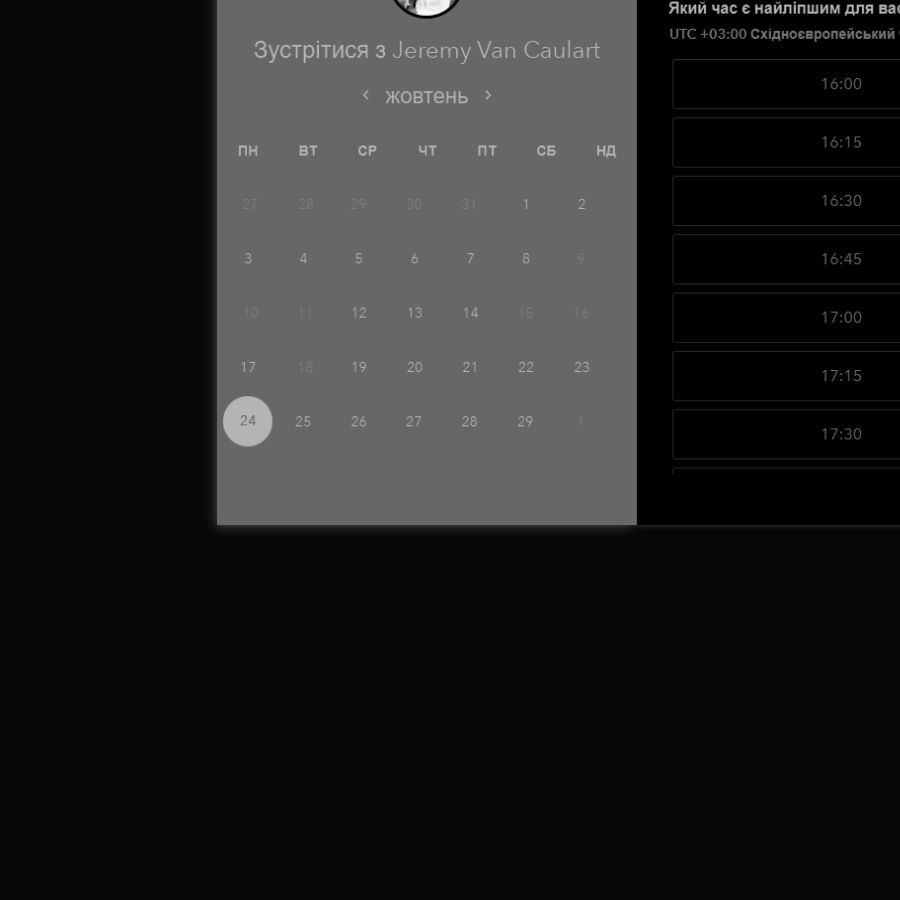 Зустрітися з Jeremy Van Caulart
жовтень
ПН ВТ СР ЧТ ПТ СБ НД
27 28 29 30 31 1 2
3 4 5 6 7 8 9
10 11 12 13 14 15 16
17 18 19 20 21 22 23
24 25 26 27 28 29 1
Який час є найліпшим для
UTC +03:00 Східноєвропейський
16:00
16:15
16:30
16:45
17:00
17:15
17:30